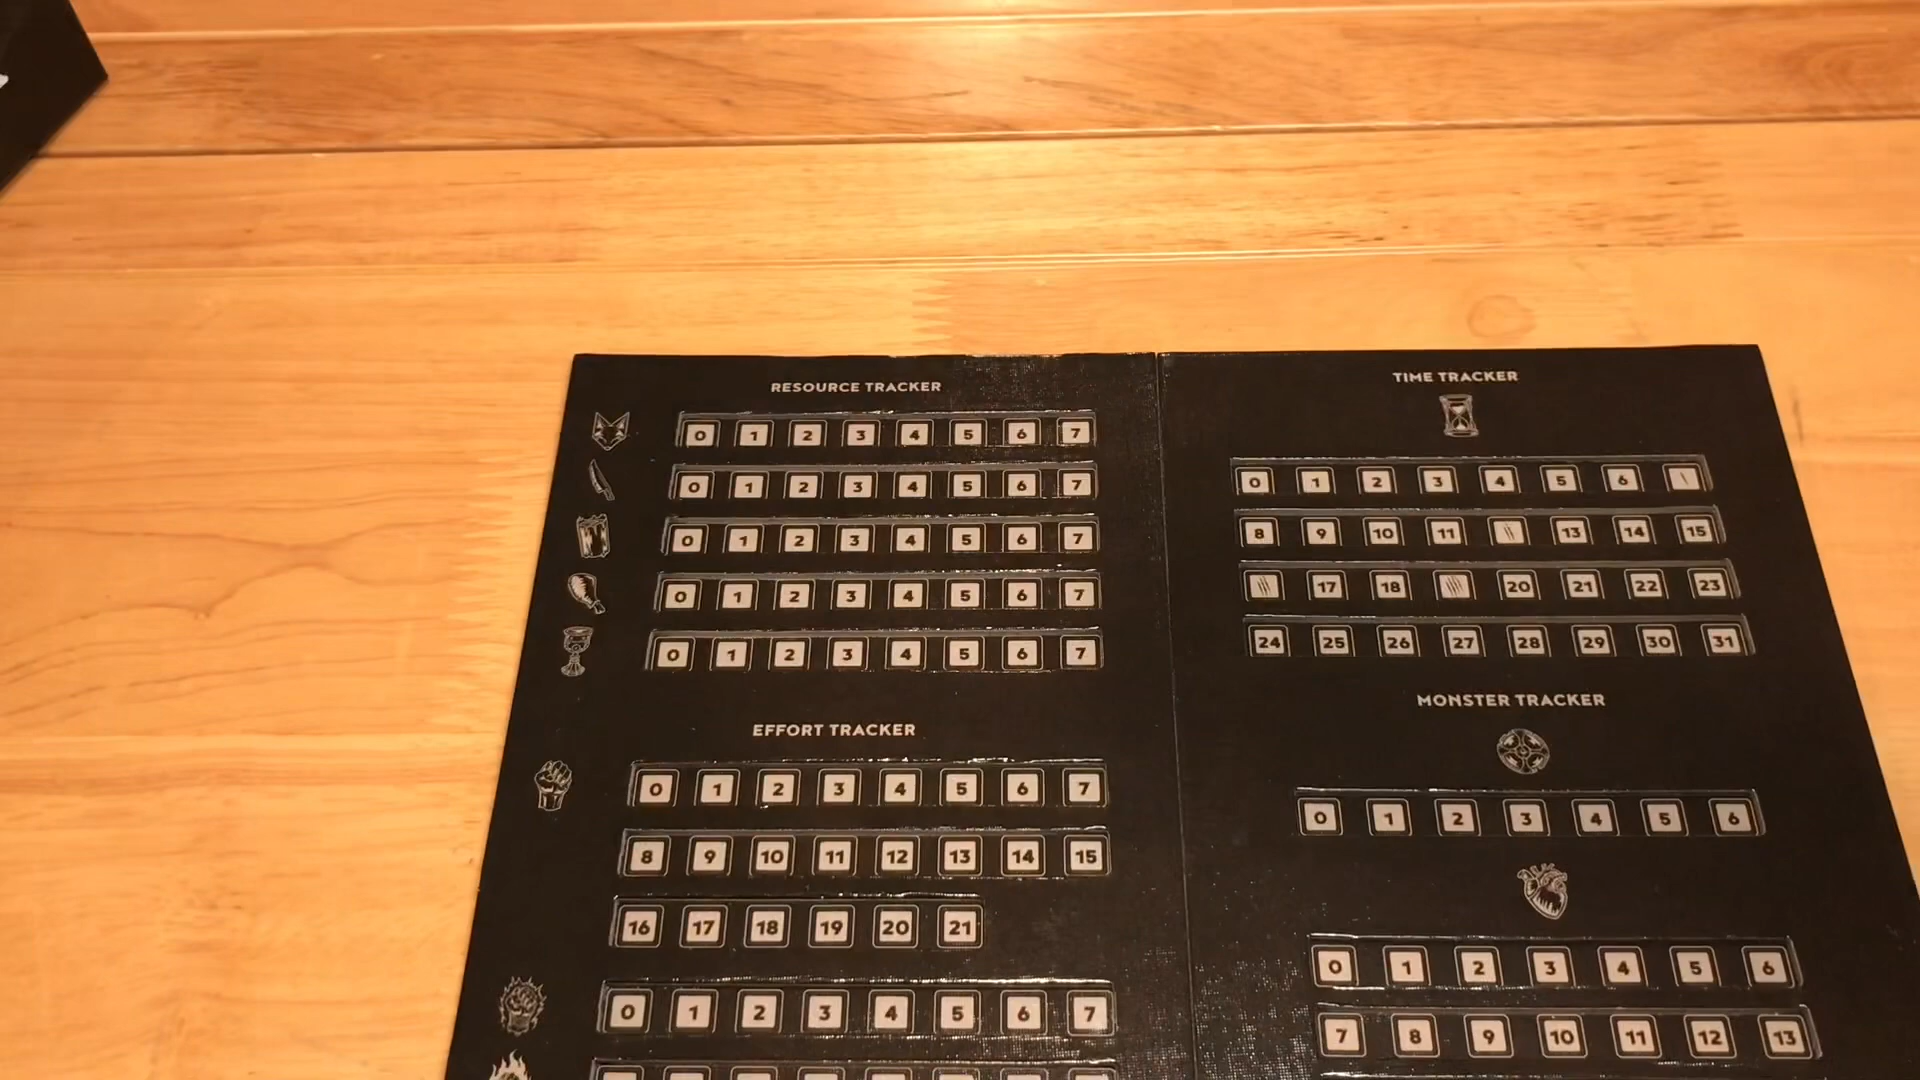 RESOURCE TRACKER
0 1 2 3 4 5 6 7
0 1 2 3 4 5 6 7
0 1 2 3 4 5 6 7
0 1 2 3 4 5 6 7
0 1 2 3 4 5 6 7
EFFORT TRACKER
0 1 2 3 4 5 6 7
8 9 10 11 12 13 14 15
16 17 18 19 20 21
0 1 2 3 4 5 6 7
TIME TRACKER
0 1 2 3 4 5 6
8 9 10 11 13 14 15
17 18 20 21 22 23
24 25 26 27 28 29 30 31
MONSTER TRACKER
0 1 2 3 4 5 6
0 1 2 3 4 5 6
7 8 9 10 11 12 13